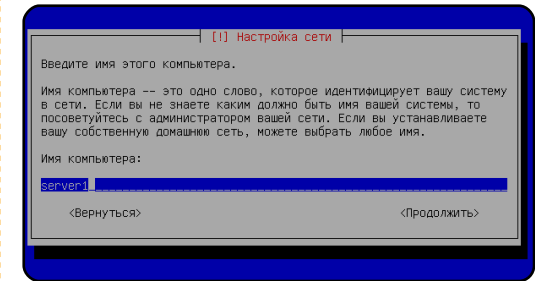 [!] Настройка сети
Введите имя этого компьютера.
Имя компьютера -- это одно слово, которое идентифицирует вашу систему
в сети. Если вы не знаете каким должно быть имя вашей системы, то
посоветуйтесь с администратором вашей сети. Если вы устанавливаете
вашу собственную домашнюю сеть, можете выбрать любое имя.
Имя компьютера:
server1
<Вернуться> <Продолжить>